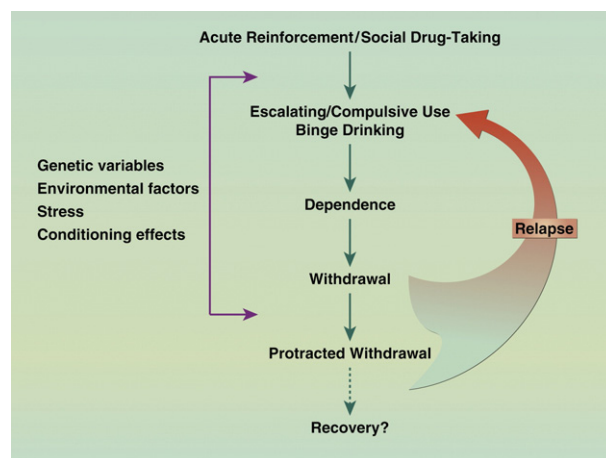 Acute Reinforcement/Social Drug-Taking
Escalating/Compulsive Use
Binge Drinking
Genetic variables
Environmental factors
Stress
Conditioning effects
Dependence
Relapse
Withdrawal
Protracted Withdrawal
Recovery?